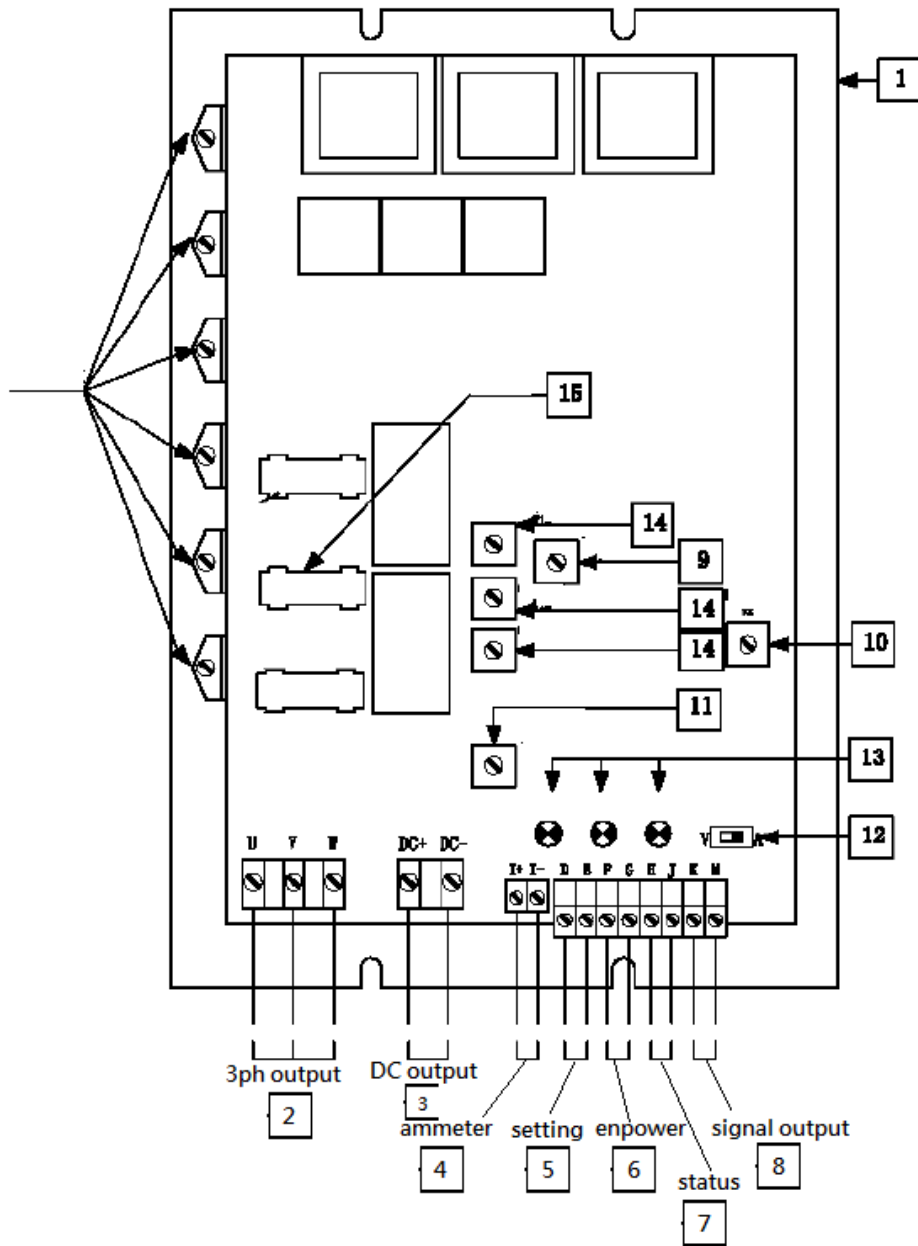 1
15
14
9
14
14
10
11
13
12
V A
U V W
DC+ DC-
I+ I-
D E F G H J K M
3ph output
2
DC output
3
ammeter
4
setting
5
enpower
6
signal output
8
status
7